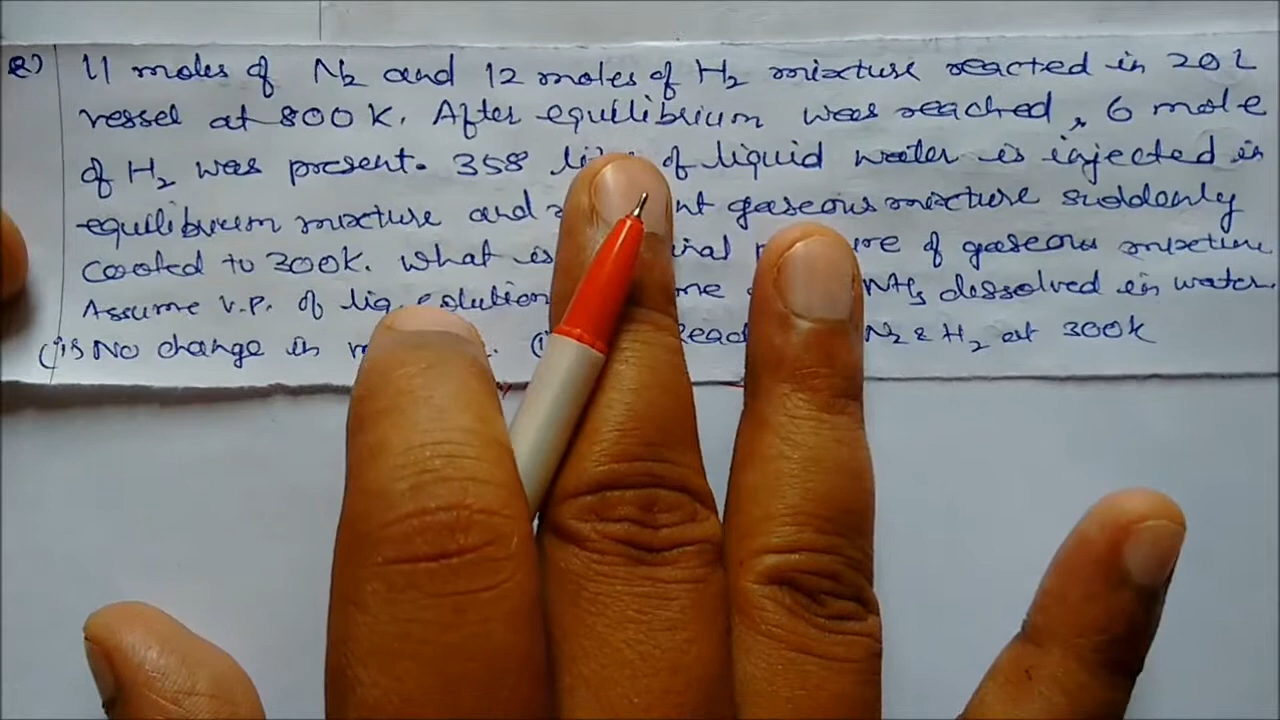 Q) 11 moles of N2 and 12 moles of H2 mixture reacted in 20 L
vessel at 800 K. After equilibrium was reached, 6 mole
of H2 was present. 358 of liquid water is injected in
equilibrium mixture and gaseous mixture suddenly
cooled to 300K. What is of gaseous mixture
Assume V.P. of liq solution NH3 dissolved in water.
(i) No change in N2 & H2 at 300K